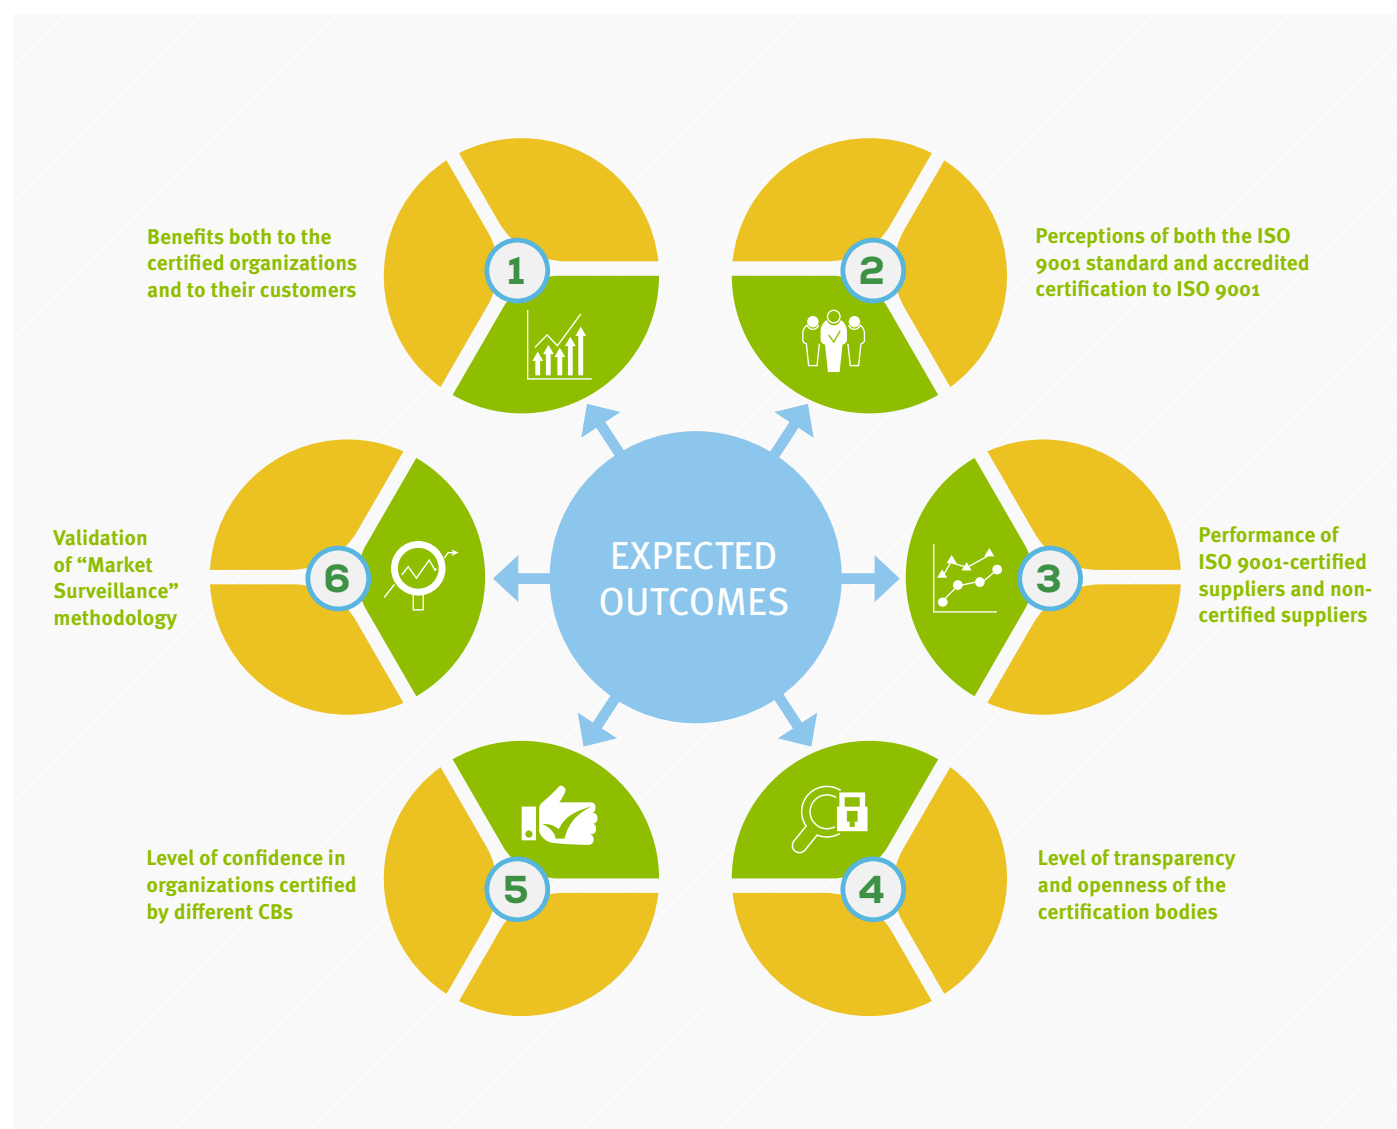 1
Benefits both to the
certified organizations
and to their customers
2
Perceptions of both the ISO
9001 standard and accredited
certification to ISO 9001
EXPECTED
OUTCOMES
3
Performance of
ISO 9001-certified
suppliers and non-
certified suppliers
4
Level of transparency
and openness of the
certification bodies
5
Level of confidence in
organizations certified
by different CBs
6
Validation
of “Market
Surveillance”
methodology